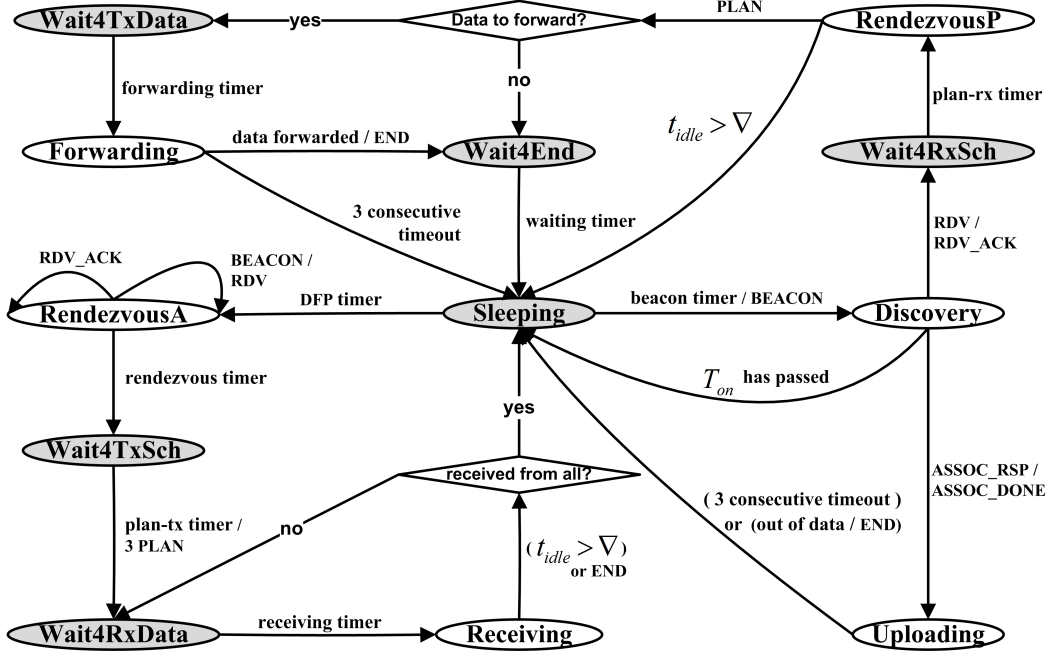 Wait4TxData
yes
Data to forward?
PLAN
RendezvousP
no
forwarding timer
t_idle > ∇
plan-rx timer
Forwarding
data forwarded / END
Wait4End
Wait4RxSch
3 consecutive
timeout
waiting timer
RDV /
RDV_ACK
RDV_ACK
BEACON /
RDV
RendezvousA
DFP timer
Sleeping
beacon timer / BEACON
Discovery
rendezvous timer
T_on has passed
yes
Wait4TxSch
received from all?
ASSOC_RSP /
ASSOC_DONE
plan-tx timer /
3 PLAN
no
( 3 consecutive timeout )
or (out of data / END)
( t_idle > ∇)
or END
Wait4RxData
receiving timer
Receiving
Uploading